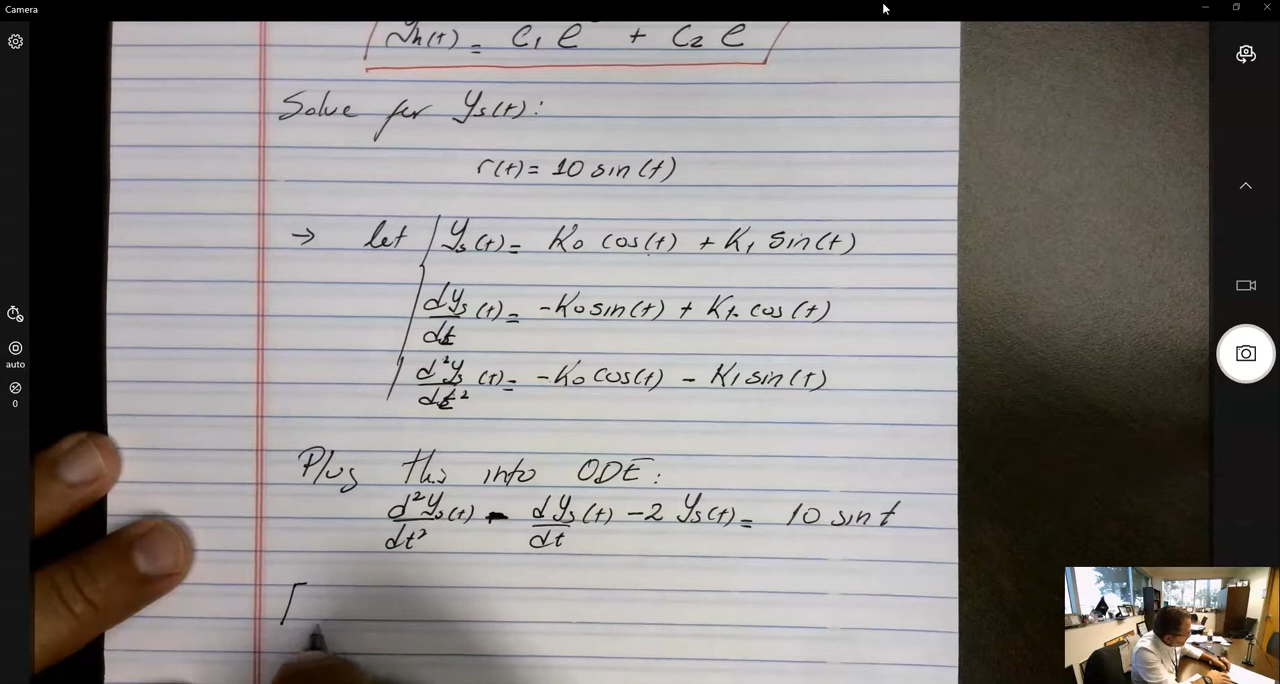 Camera
yh(t) = C1 e + C2 e
Solve for ys(t):
r(t) = 10 sin(t)
→ let ys(t) = K0 cos(t) + K1 sin(t)
dys/dt (t) = -K0 sin(t) + K1 cos(t)
d²ys/dt² (t) = -K0 cos(t) - K1 sin(t)
Plug this into ODE:
d²ys(t)/dt² - dys(t)/dt - 2 ys(t) = 10 sin t
auto
0